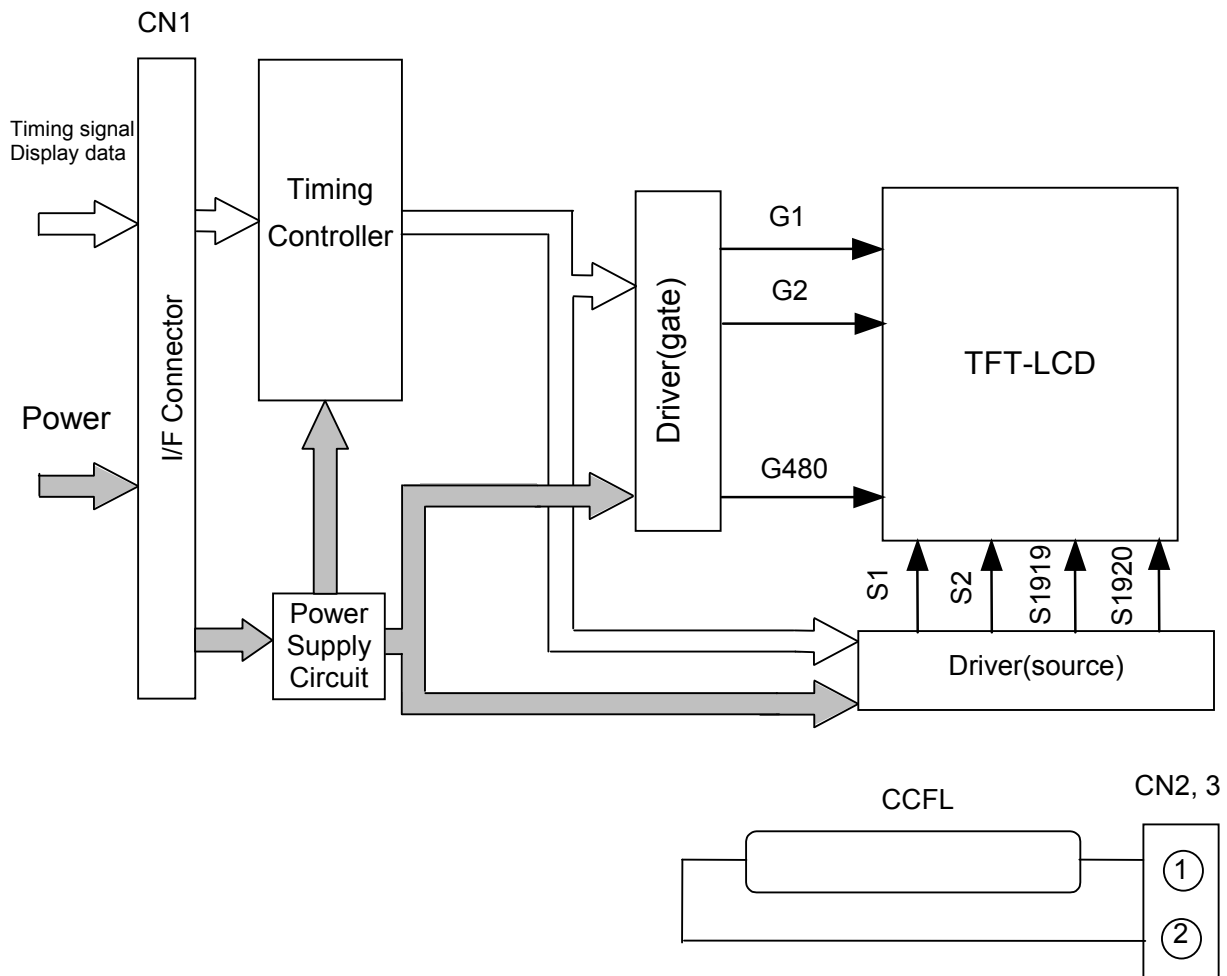 CN1
Timing signal
Display data
Power
I/F Connector
Timing
Controller
Power
Supply
Circuit
Driver(gate)
G1
G2
G480
TFT-LCD
S1
S2
S1919
S1920
Driver(source)
CCFL
CN2, 3
1
2